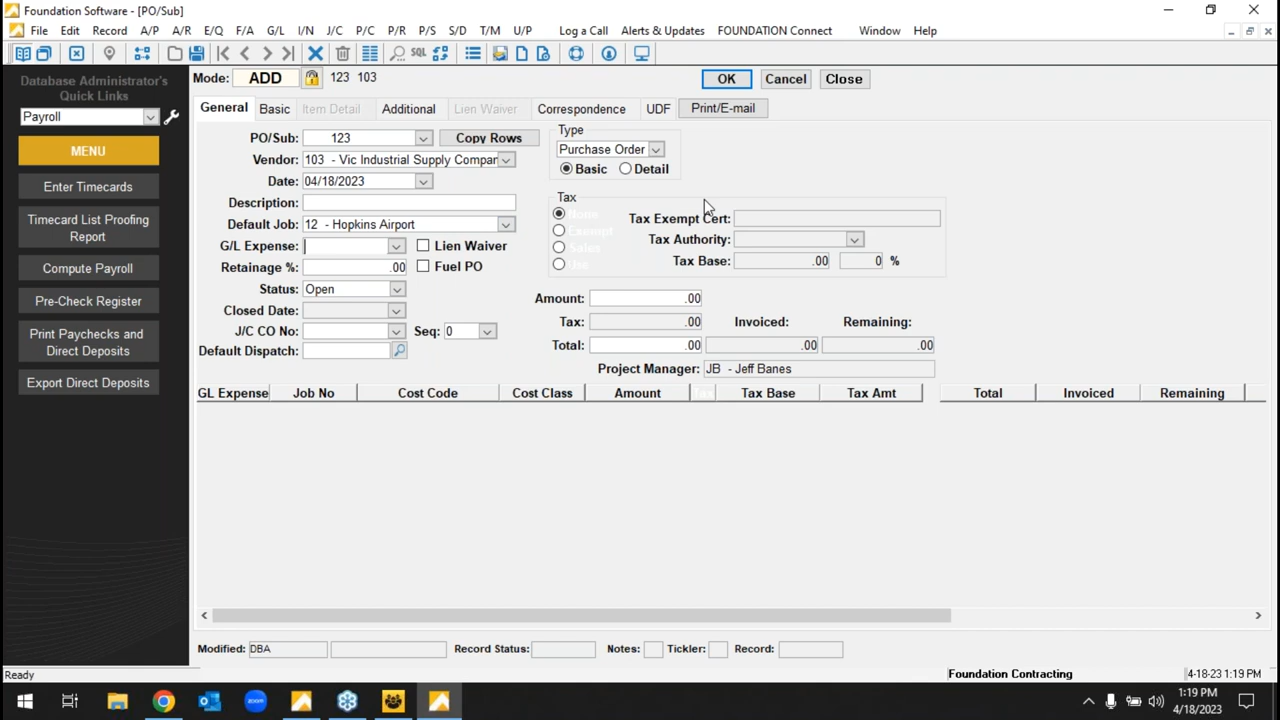 Foundation Software - [PO/Sub]
File Edit Record A/P A/R E/Q F/A G/L I/N J/C P/C P/R P/S S/D T/M U/P Log a Call Alerts & Updates FOUNDATION Connect Window Help
SQL
Database Administrator's
Quick Links
Payroll
MENU
Enter Timecards
Timecard List Proofing
Report
Compute Payroll
Pre-Check Register
Print Paychecks and
Direct Deposits
Export Direct Deposits
Mode: ADD 123 103 OK Cancel Close
General Basic Item Detail Additional Lien Waiver Correspondence UDF Print/E-mail
PO/Sub: 123 Copy Rows
Vendor: 103 - Vic Industrial Supply Compar
Date: 04/18/2023
Description:
Default Job: 12 - Hopkins Airport
G/L Expense: Lien Waiver
Retainage %: .00 Fuel PO
Status: Open
Closed Date:
J/C CO No: Seq: 0
Default Dispatch:
Type
Purchase Order
Basic Detail
Tax
None
Exempt
Sales
Use
Tax Exempt Cert:
Tax Authority:
Tax Base: .00 0 %
Amount: .00
Tax: .00 Invoiced: Remaining:
Total: .00 .00 .00
Project Manager: JB - Jeff Banes
GL Expense Job No Cost Code Cost Class Amount Tax Tax Base Tax Amt Total Invoiced Remaining
Modified: DBA Record Status: Notes: Tickler: Record:
Ready Foundation Contracting 4-18-23 1:19 PM
zoom
1:19 PM
4/18/2023